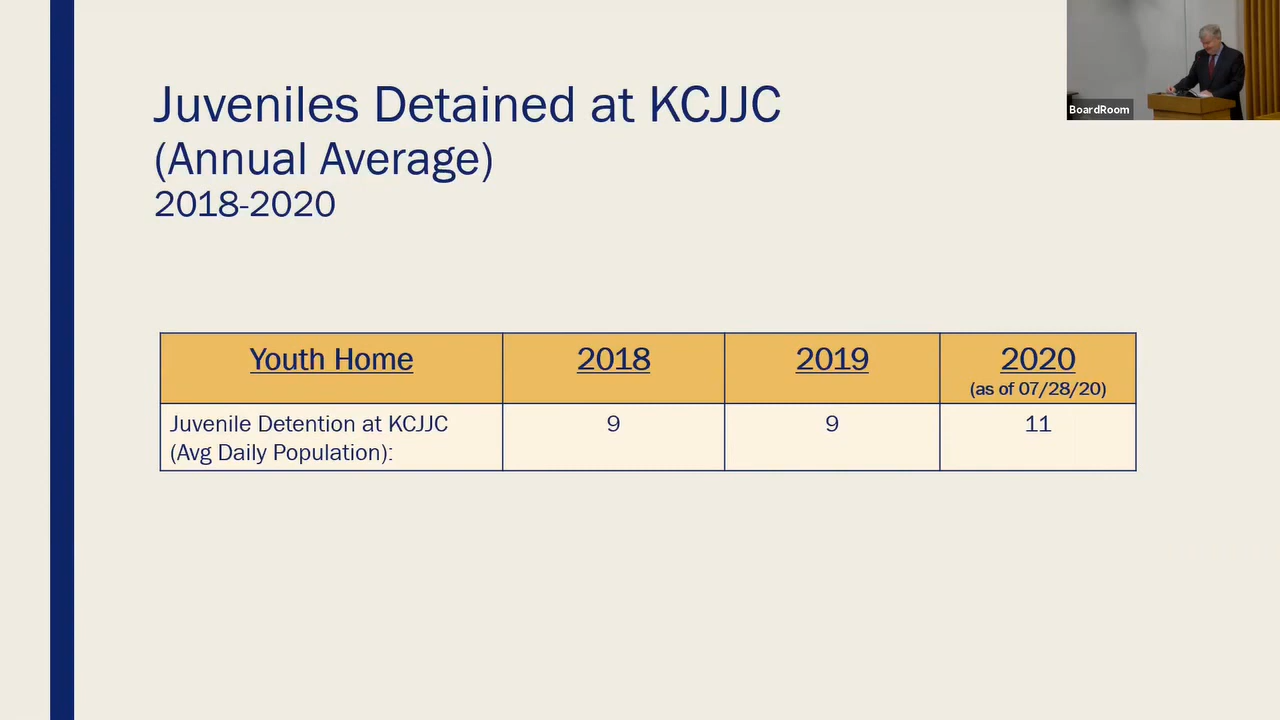 Juveniles Detained at KCJJC
(Annual Average)
2018-2020
BoardRoom
Youth Home
2018
2019
2020
(as of 07/28/20)
Juvenile Detention at KCJJC
(Avg Daily Population):
9
9
11